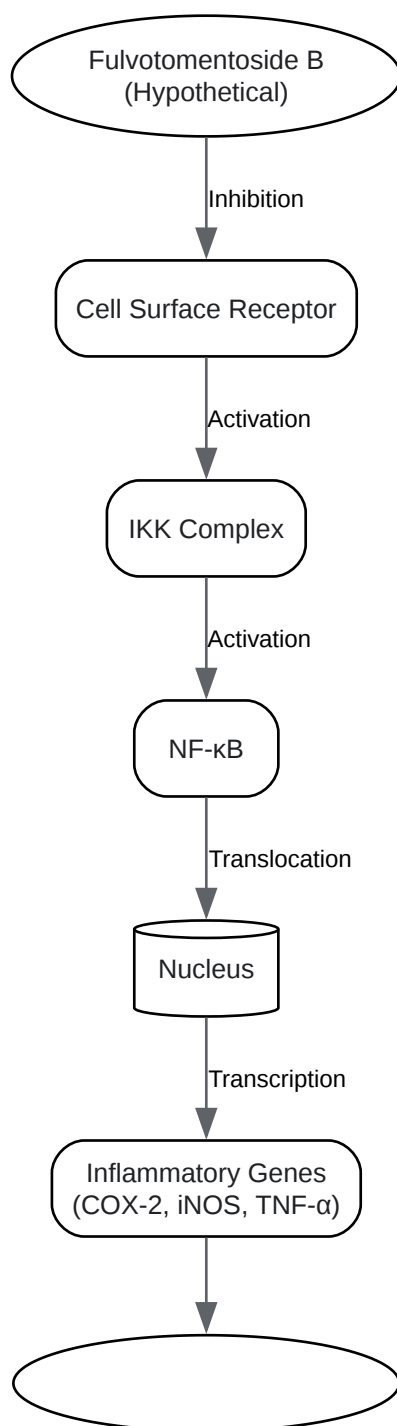 Fulvotomentoside B
(Hypothetical)
Inhibition
Cell Surface Receptor
Activation
IKK Complex
Activation
NF-κB
Translocation
Nucleus
Transcription
Inflammatory Genes
(COX-2, iNOS, TNF-α)